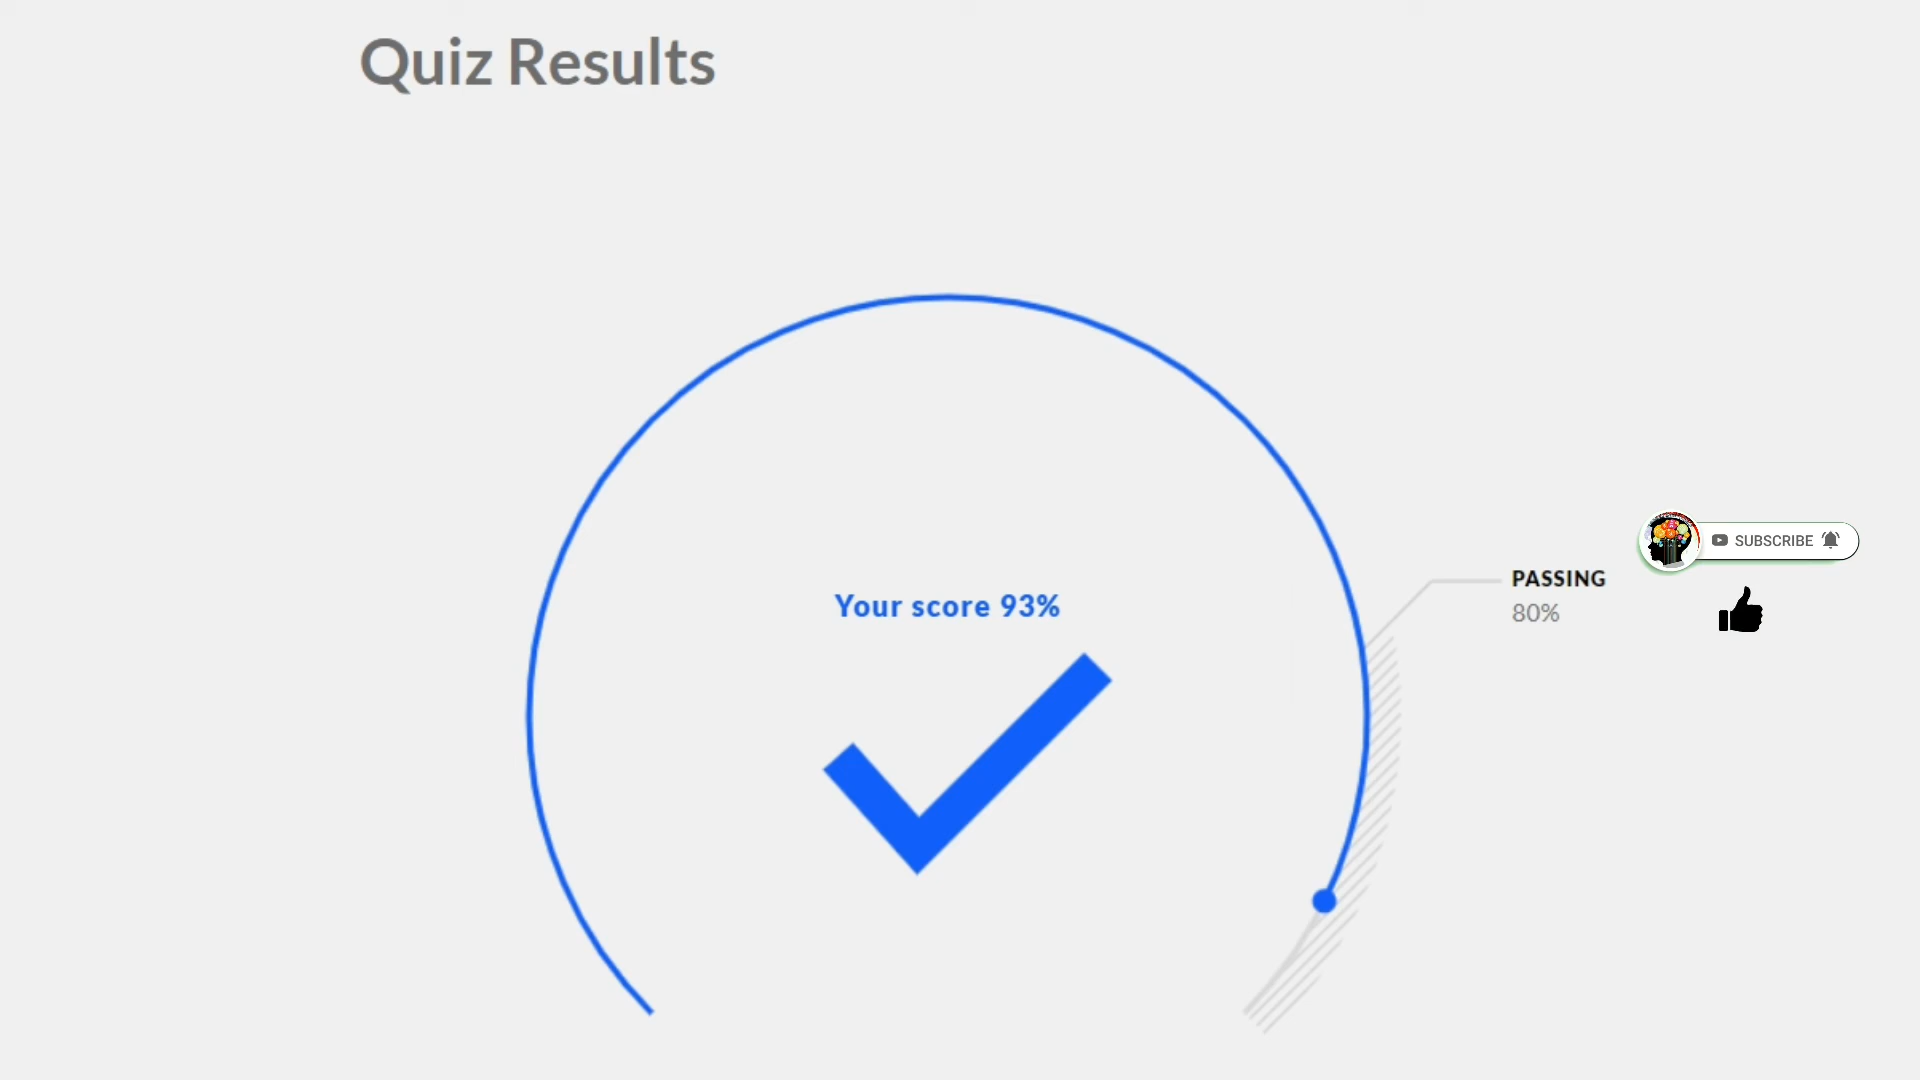 Quiz Results
Your score 93%
PASSING
80%
SUBSCRIBE